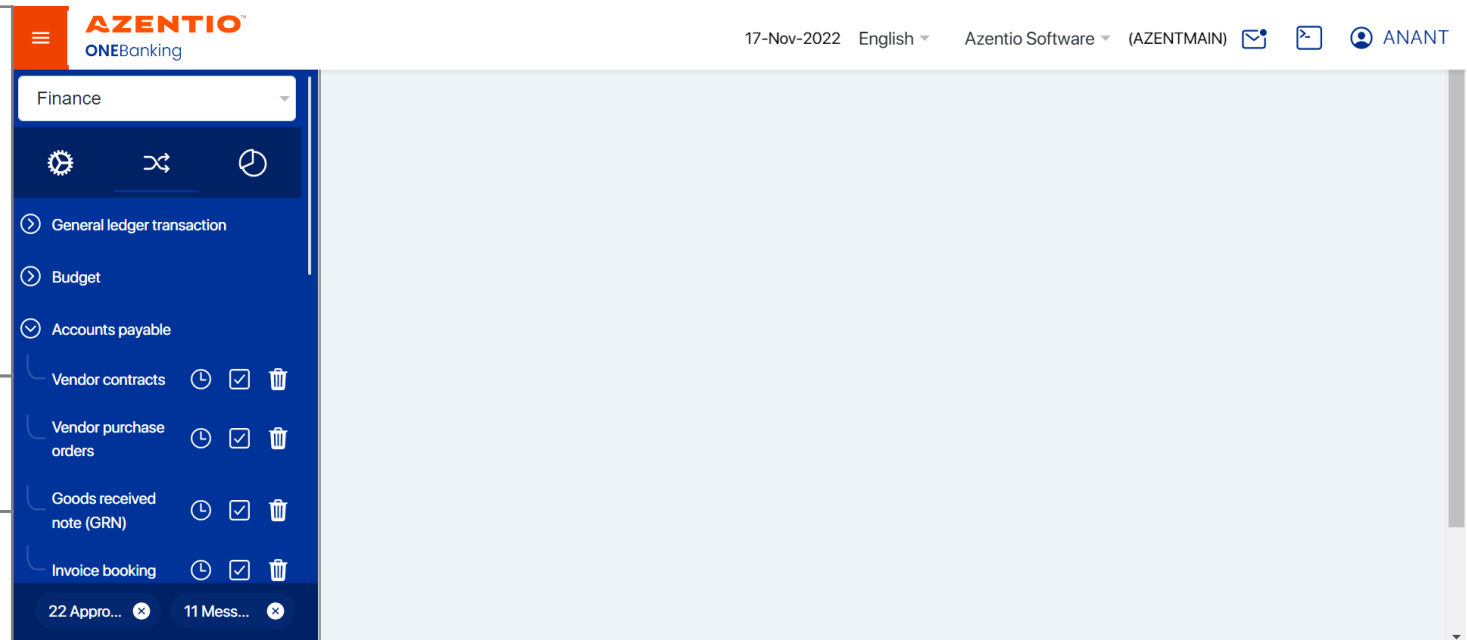 AZENTIO™
ONEBanking
17-Nov-2022 English Azentio Software (AZENTMAIN) ANANT
Finance
General ledger transaction
Budget
Accounts payable
Vendor contracts
Vendor purchase
orders
Goods received
note (GRN)
Invoice booking
22 Appro... 11 Mess...